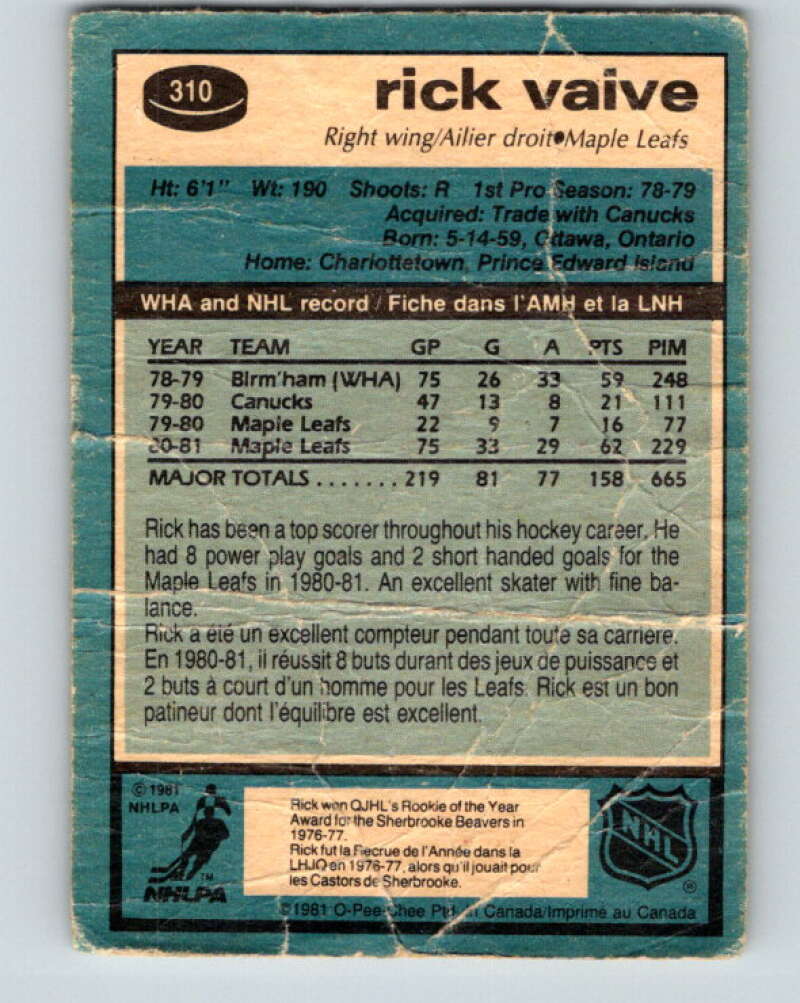 310
rick vaive
Right wing/Ailier droit•Maple Leafs
Ht: 6'1" Wt: 190 Shoots: R 1st Pro Season: 78-79
Acquired: Trade with Canucks
Born: 5-14-59, Ottawa, Ontario
Home: Charlottetown, Prince Edward Island
WHA and NHL record / Fiche dans l'AMH et la LNH
YEAR TEAM GP G A PTS PIM
78-79 Birm'ham (WHA) 75 26 33 59 248
79-80 Canucks 47 13 8 21 111
79-80 Maple Leafs 22 9 7 16 77
80-81 Maple Leafs 75 33 29 62 229
MAJOR TOTALS ....... 219 81 77 158 665
Rick has been a top scorer throughout his hockey career. He
had 8 power play goals and 2 short handed goals for the
Maple Leafs in 1980-81. An excellent skater with fine ba-
lance.
Rick a été un excellent compteur pendant toute sa carrière.
En 1980-81, il réussit 8 buts durant des jeux de puissance et
2 buts à court d'un homme pour les Leafs. Rick est un bon
patineur dont l'équilibre est excellent.
© 1981
NHLPA
TM
NHLPA
Rick won QJHL's Rookie of the Year
Award for the Sherbrooke Beavers in
1976-77.
Rick fut la Recrue de l'Année dans la
LHJQ en 1976-77, alors qu'il jouait pour
les Castors de Sherbrooke.
NHL
®
©1981 O-Pee-Chee Ptd. in Canada/Imprimé au Canada